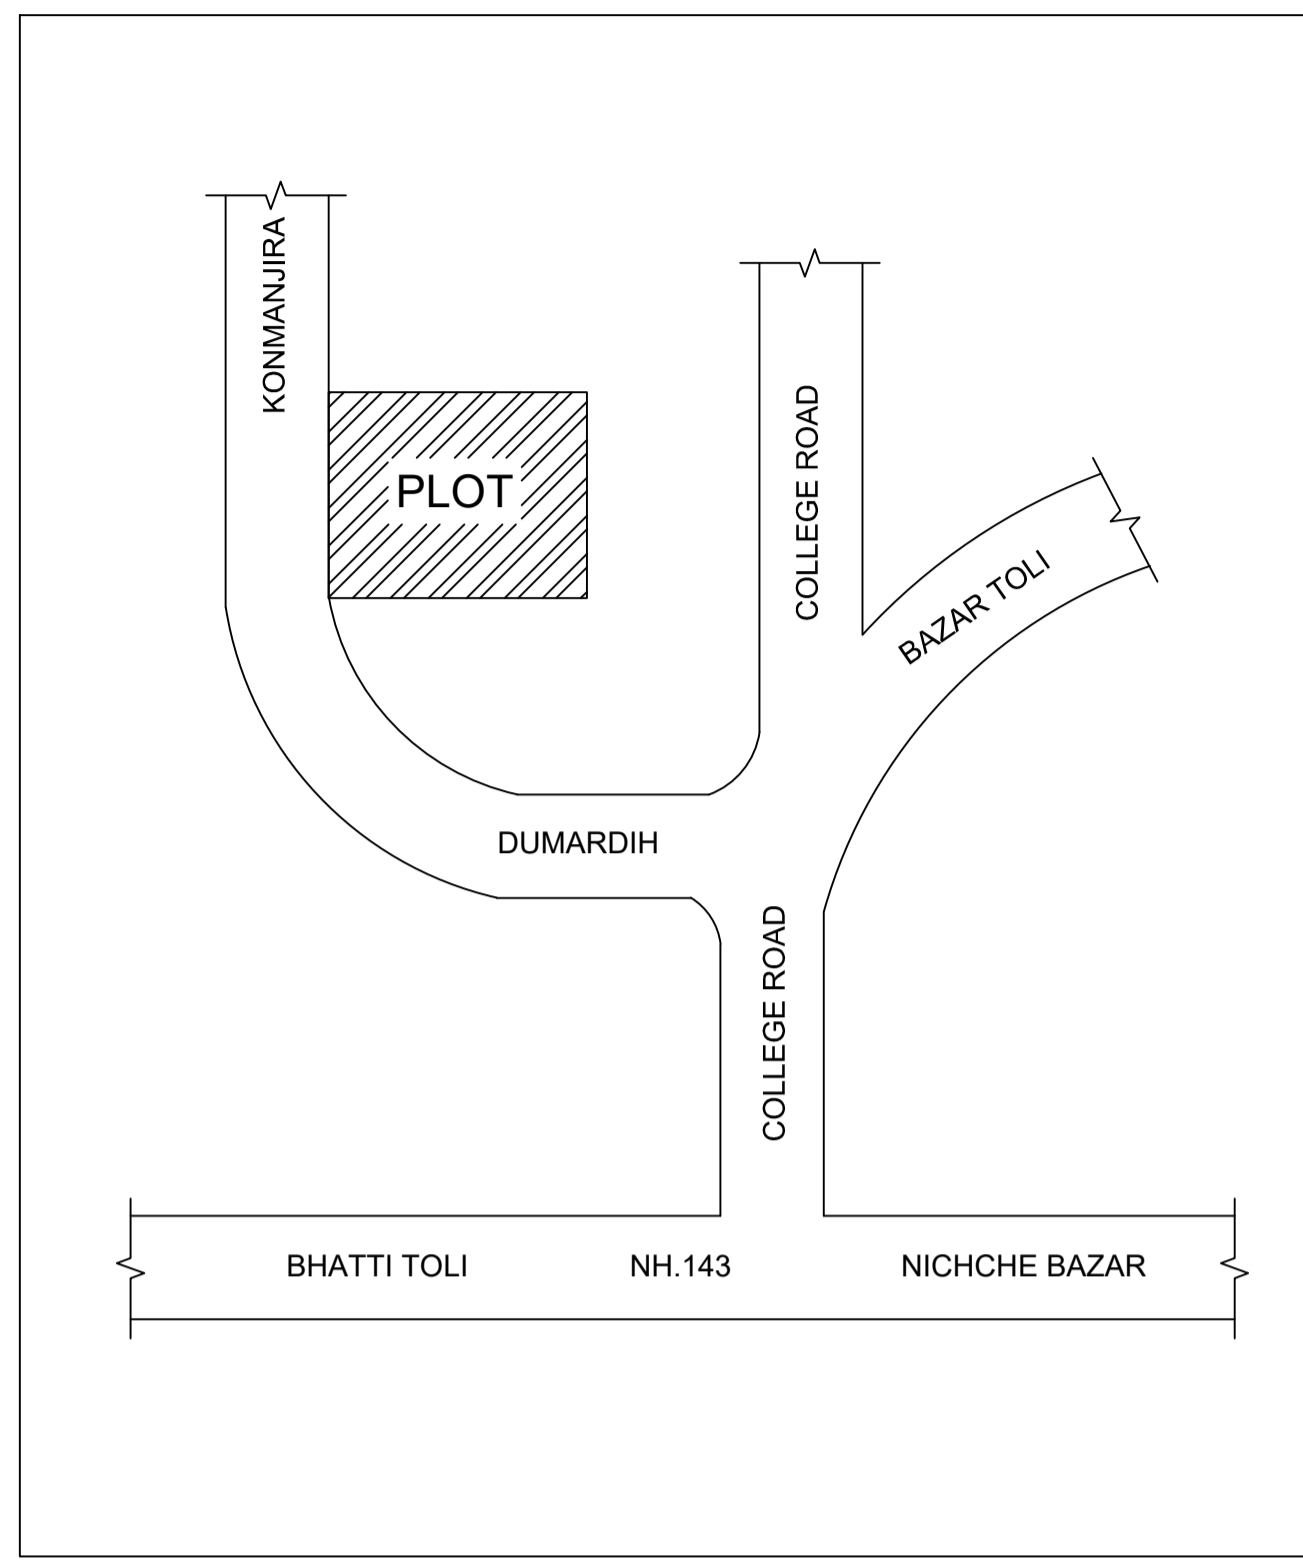 KONMANJIRA
PLOT
COLLEGE ROAD
BAZAR TOLI
DUMARDIH
COLLEGE ROAD
BHATTI TOLI NH.143 NICHCHE BAZAR